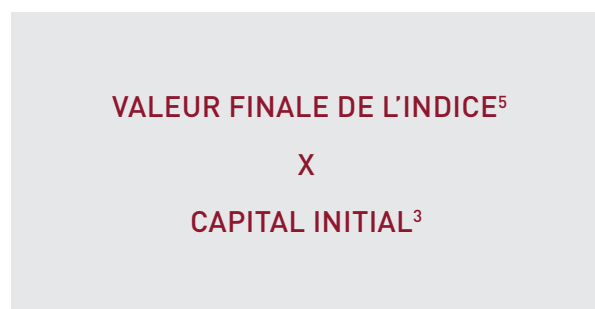 VALEUR FINALE DE L’INDICE⁵
X
CAPITAL INITIAL³